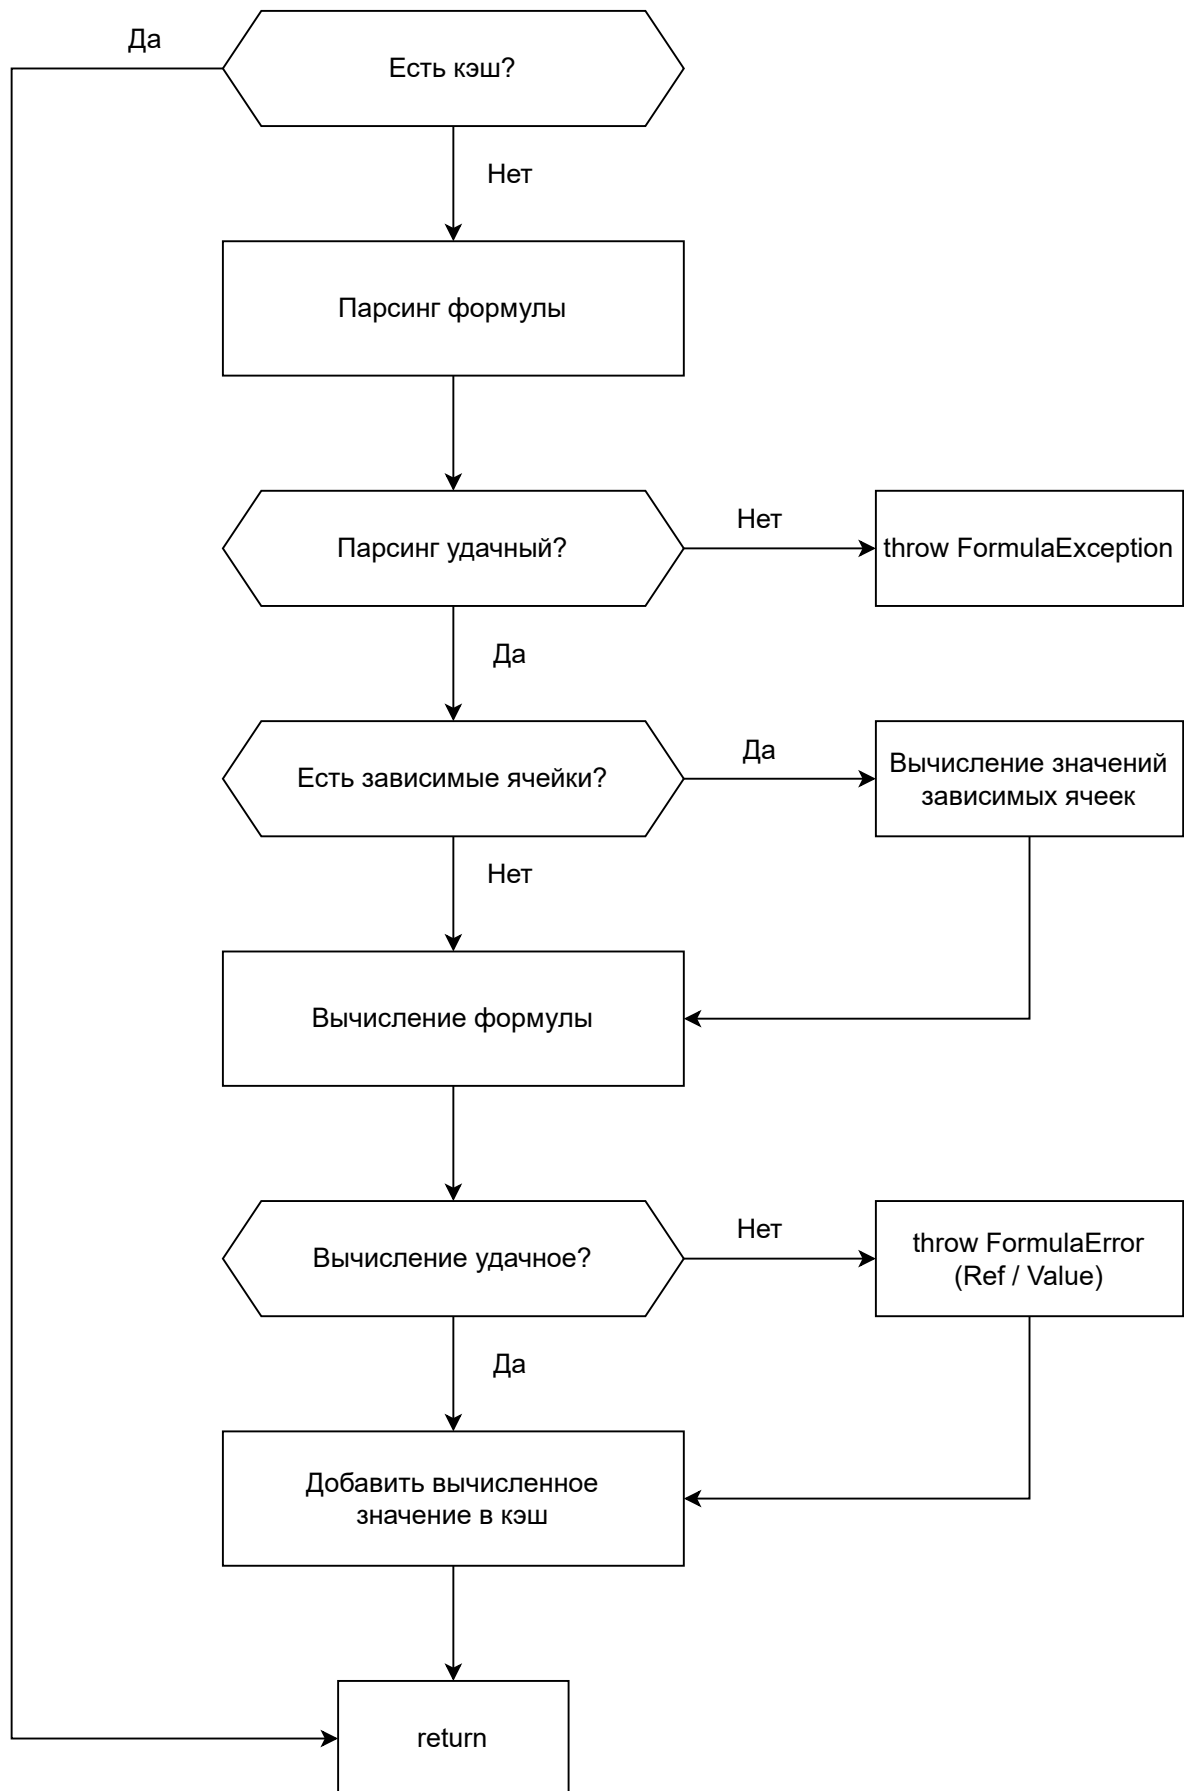 Да
Есть кэш?
Нет
Парсинг формулы
Нет
Парсинг удачный?
throw FormulaException
Да
Да
Есть зависимые ячейки?
Вычисление значений
зависимых ячеек
Нет
Вычисление формулы
Нет
Вычисление удачное?
throw FormulaError
(Ref / Value)
Да
Добавить вычисленное
значение в кэш
return